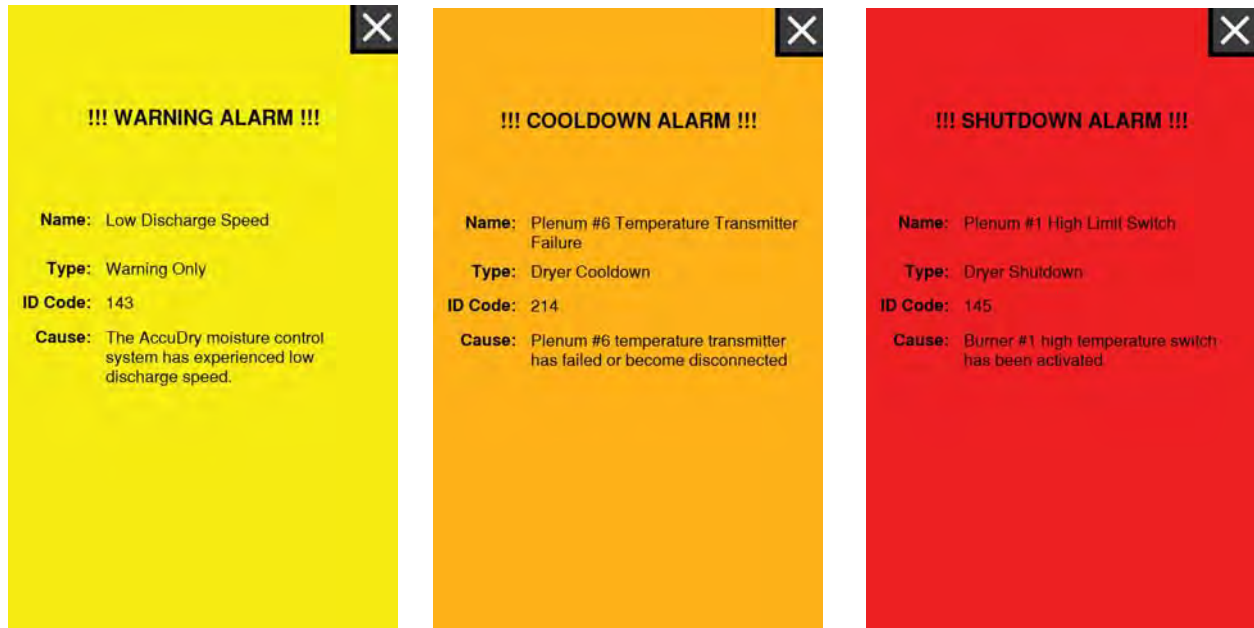 !!! WARNING ALARM !!!
Name: Low Discharge Speed
Type: Warning Only
ID Code: 143
Cause: The AccuDry moisture control
system has experienced low
discharge speed.
!!! COOLDOWN ALARM !!!
Name: Plenum #6 Temperature Transmitter
Failure
Type: Dryer Cooldown
ID Code: 214
Cause: Plenum #6 temperature transmitter
has failed or become disconnected
!!! SHUTDOWN ALARM !!!
Name: Plenum #1 High Limit Switch
Type: Dryer Shutdown
ID Code: 145
Cause: Burner #1 high temperature switch
has been activated.